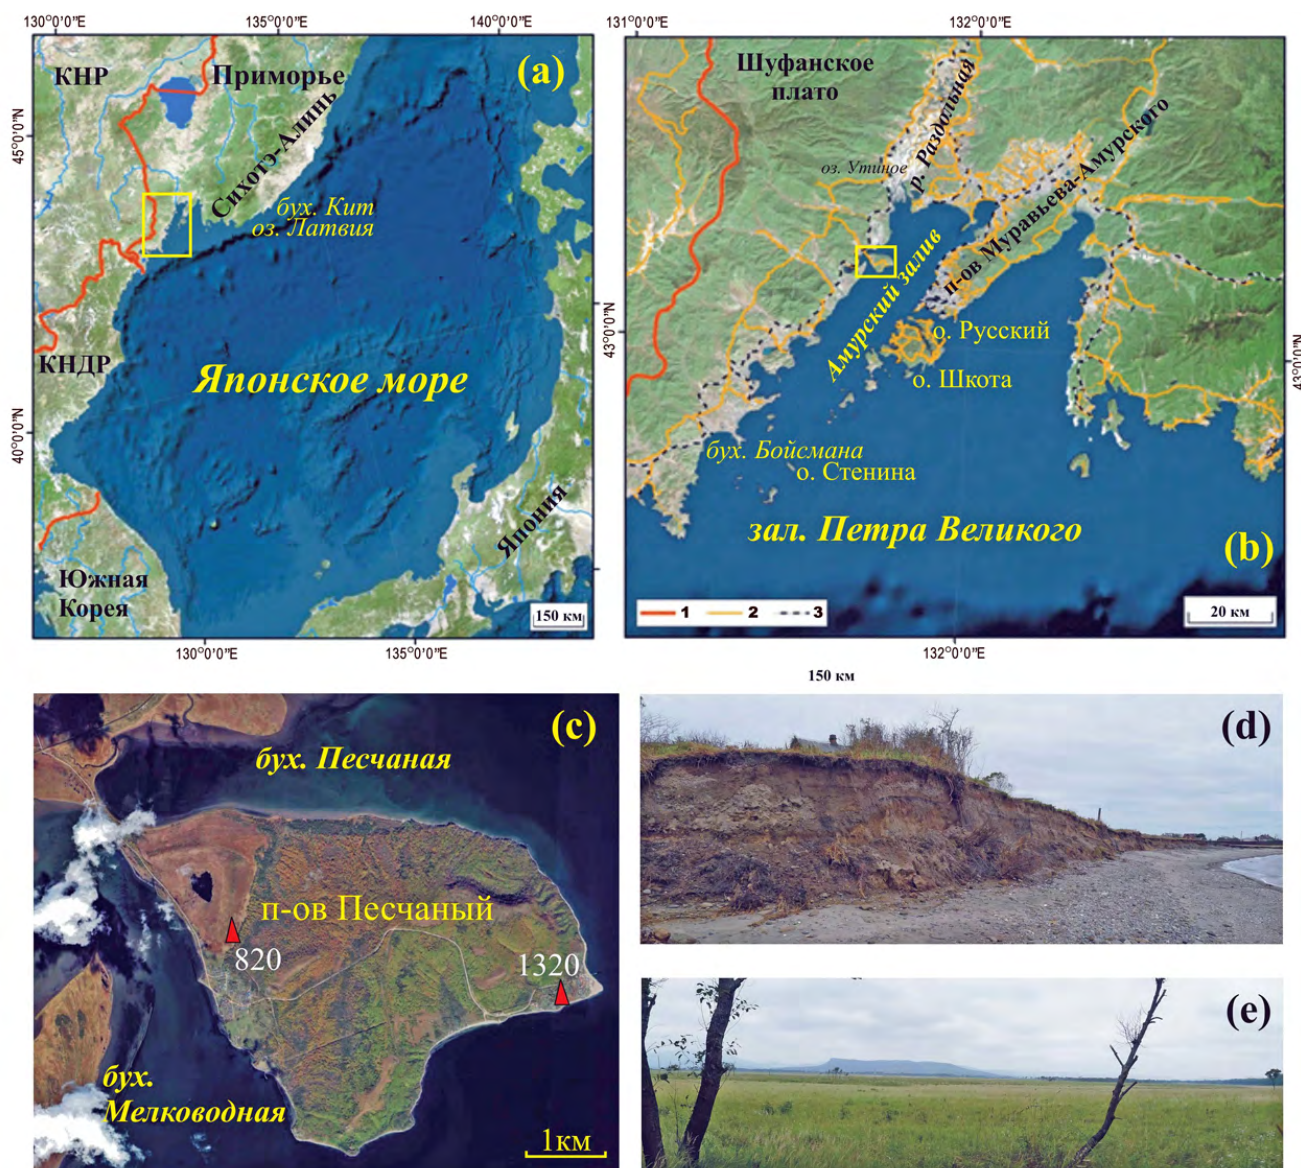 130°0'0"E
135°0'0"E
140°0'0"E
КНР
Приморье
(a)
45°0'0"N
Сихотэ-Алинь
бух. Кит
оз. Латвия
КНДР
Японское море
43°0'0"N
40°0'0"N
Япония
Южная
Корея
150 км
130°0'0"E
135°0'0"E
131°0'0"E
132°0'0"E
Шуфанское
плато
р. Раздольная
оз. Утиное
п-ов Муравьева-Амурского
Амурский залив
о. Русский
о. Шкота
43°0'0"N
бух. Бойсмана
о. Стенина
зал. Петра Великого
(b)
1
2
3
20 км
132°0'0"E
150 км
(c)
бух. Песчаная
п-ов Песчаный
820
1320
бух.
Мелководная
1км
(d)
(e)